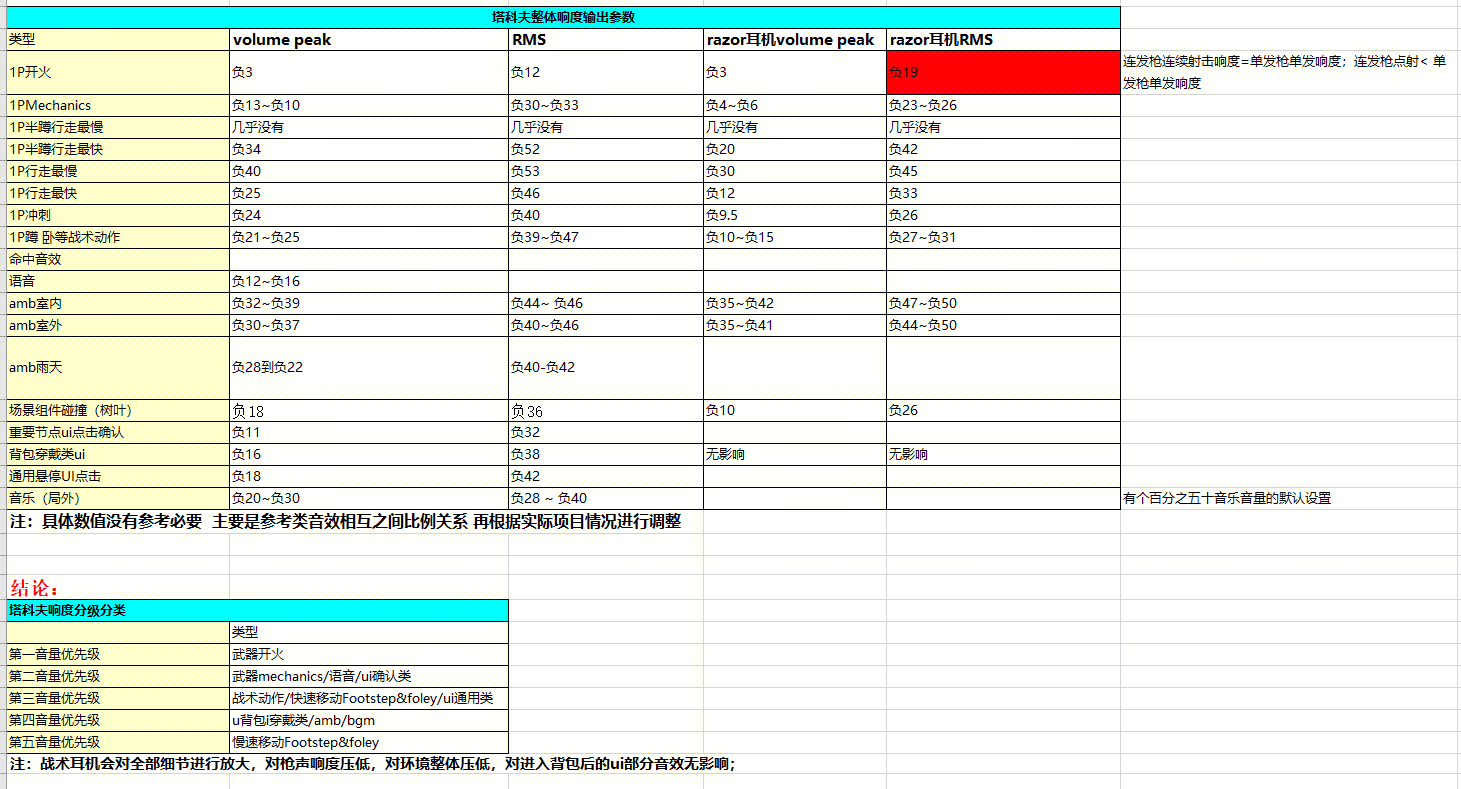 塔科夫整体响度输出参数
类型 volume peak RMS razor耳机volume peak razor耳机RMS
1P开火 负3 负12 负3 负19 连发枪连续射击响度=单发枪单发响度；连发枪点射< 单
发枪单发响度
1PMechanics 负13~负10 负30~负33 负4~负6 负23~负26
1P半蹲行走最慢 几乎没有 几乎没有 几乎没有 几乎没有
1P半蹲行走最快 负34 负52 负20 负42
1P行走最慢 负40 负53 负30 负45
1P行走最快 负25 负46 负12 负33
1P冲刺 负24 负40 负9.5 负26
1P蹲 卧等战术动作 负21~负25 负39~负47 负10~负15 负27~负31
命中音效
语音 负12~负16
amb室内 负32~负39 负44~ 负46 负35~负42 负47~负50
amb室外 负30~负37 负40~负46 负35~负41 负44~负50
amb雨天 负28到负22 负40-负42
场景组件碰撞（树叶） 负18 负36 负10 负26
重要节点ui点击确认 负11 负32
背包穿戴类ui 负16 负38 无影响 无影响
通用悬停UI点击 负18 负42
音乐（局外） 负20~负30 负28 ~ 负40 有个百分之五十音乐音量的默认设置
注：具体数值没有参考必要 主要是参考类音效相互之间比例关系 再根据实际项目情况进行调整
结论：
塔科夫响度分级分类
类型
第一音量优先级 武器开火
第二音量优先级 武器mechanics/语音/ui确认类
第三音量优先级 战术动作/快速移动Footstep&foley/ui通用类
第四音量优先级 u背包i穿戴类/amb/bgm
第五音量优先级 慢速移动Footstep&foley
注：战术耳机会对全部细节进行放大，对枪声响度压低，对环境整体压低，对进入背包后的ui部分音效无影响；